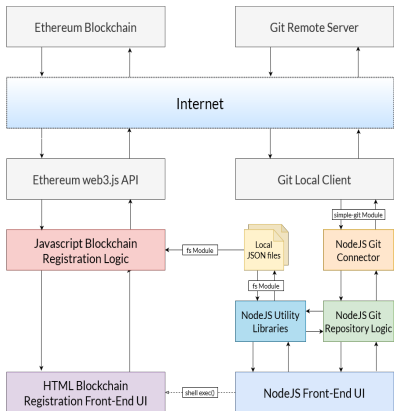 Ethereum Blockchain
Git Remote Server
Internet
Ethereum web3.js API
Git Local Client
simple-git Module
Javascript Blockchain
Registration Logic
fs Module
Local
JSON files
NodeJS Git
Connector
fs Module
NodeJS Utility
Libraries
NodeJS Git
Repository Logic
HTML Blockchain
Registration Front-End UI
shell exec()
NodeJS Front-End UI